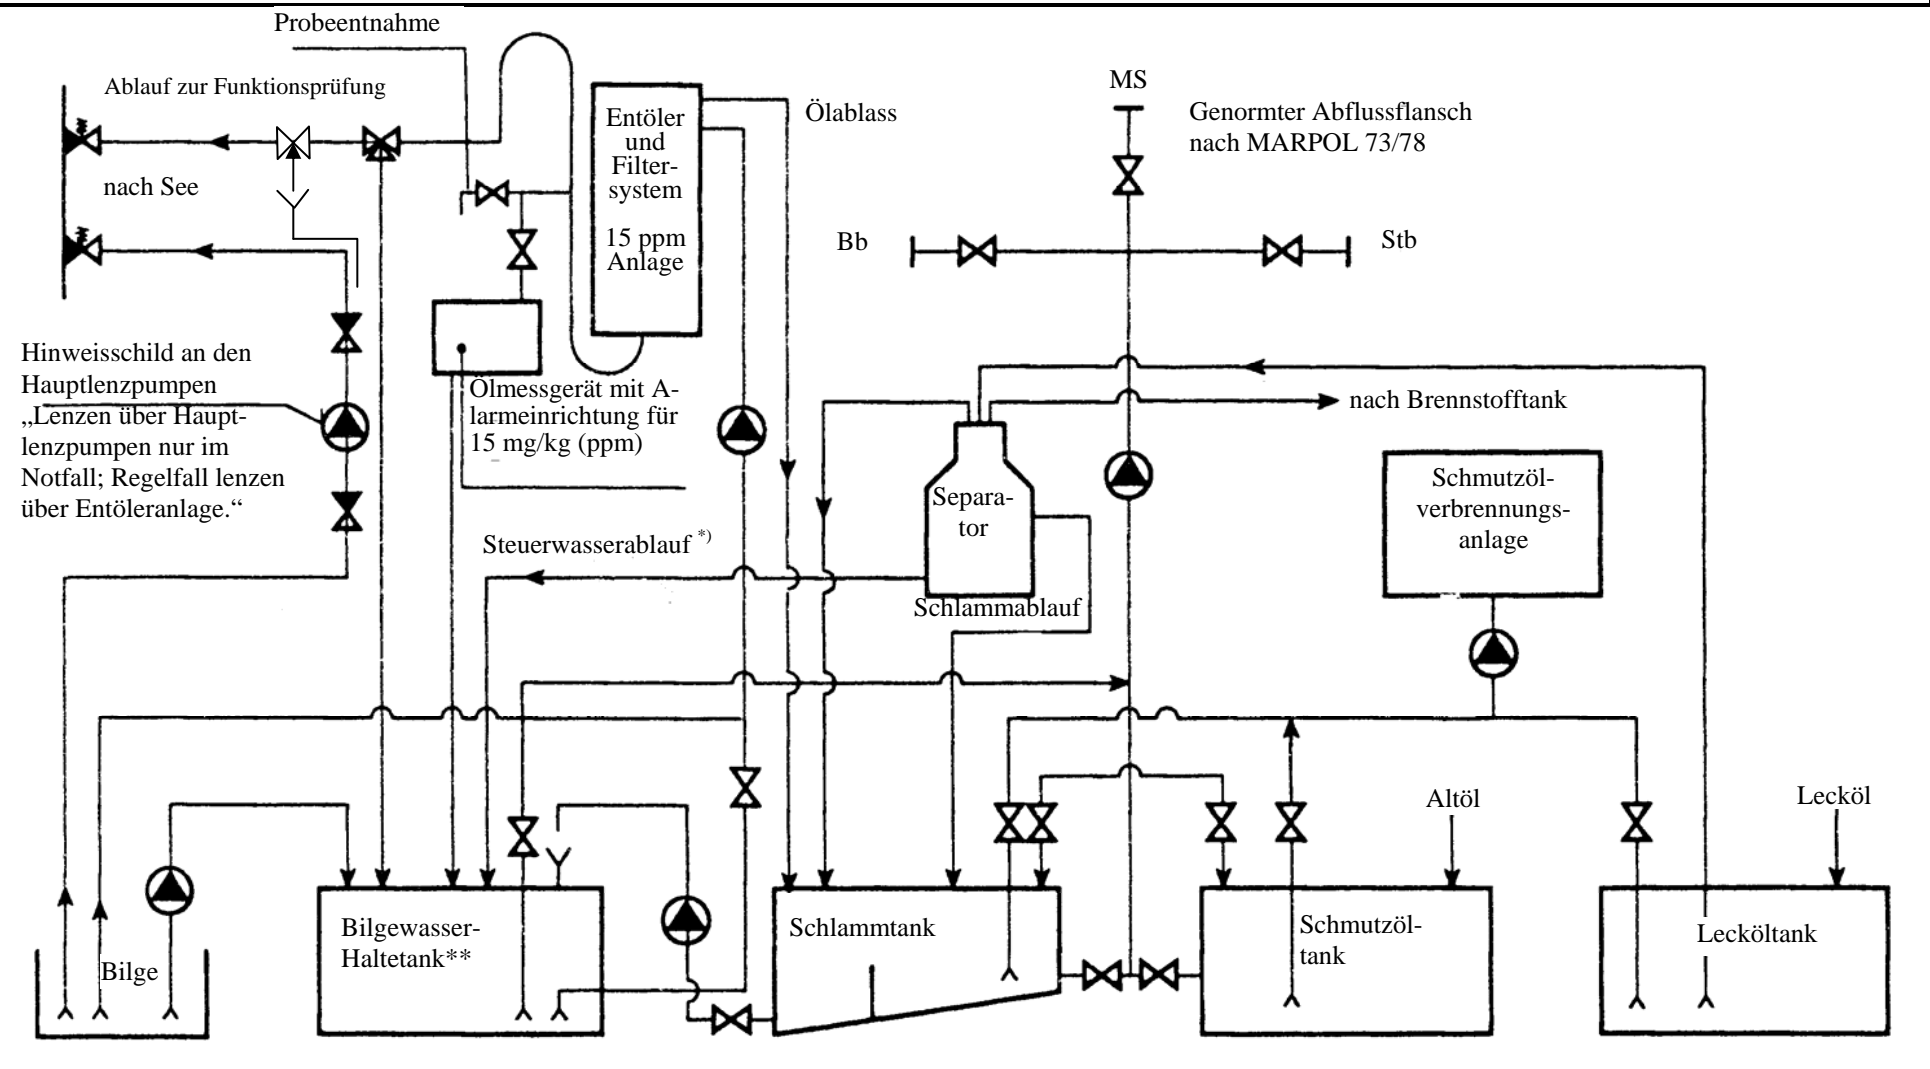 Probeentnahme
Ablauf zur Funktionsprüfung
nach See
Entöler
und
Filter-
system
15 ppm
Anlage
Ölablass
MS
Genormter Abflussflansch
nach MARPOL 73/78
Bb
Stb
Hinweisschild an den
Hauptlenzpumpen
„Lenzen über Haupt-
lenzpumpen nur im
Notfall; Regelfall lenzen
über Entöleranlage.“
Ölmessgerät mit A-
larmeinrichtung für
15 mg/kg (ppm)
nach Brennstofftank
Separa-
tor
Schmutzöl-
verbrennungs-
anlage
Steuerwasserablauf *)
Schlammablauf
Altöl
Lecköl
Bilge
Bilgewasser-
Haltetank**
Schlammtank
Schmutzöl-
tank
Lecköltank